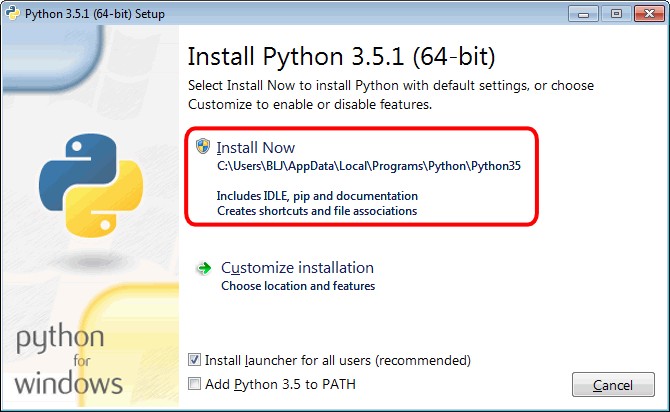 Python 3.5.1 (64-bit) Setup
Install Python 3.5.1 (64-bit)
Select Install Now to install Python with default settings, or choose
Customize to enable or disable features.
Install Now
C:\Users\BLJ\AppData\Local\Programs\Python\Python35
Includes IDLE, pip and documentation
Creates shortcuts and file associations
Customize installation
Choose location and features
python
for
windows
Install launcher for all users (recommended)
Add Python 3.5 to PATH
Cancel